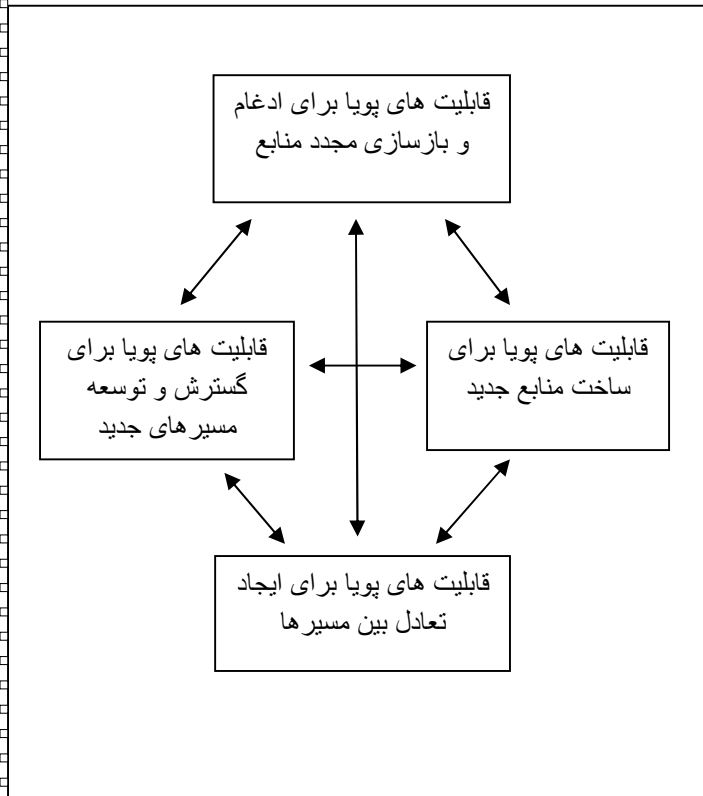 قابلیت های پویا برای ادغام
و بازسازی مجدد منابع
قابلیت های پویا برای
ساخت منابع جدید
قابلیت های پویا برای
گسترش و توسعه
مسیرهای جدید
قابلیت های پویا برای ایجاد
تعادل بین مسیرها